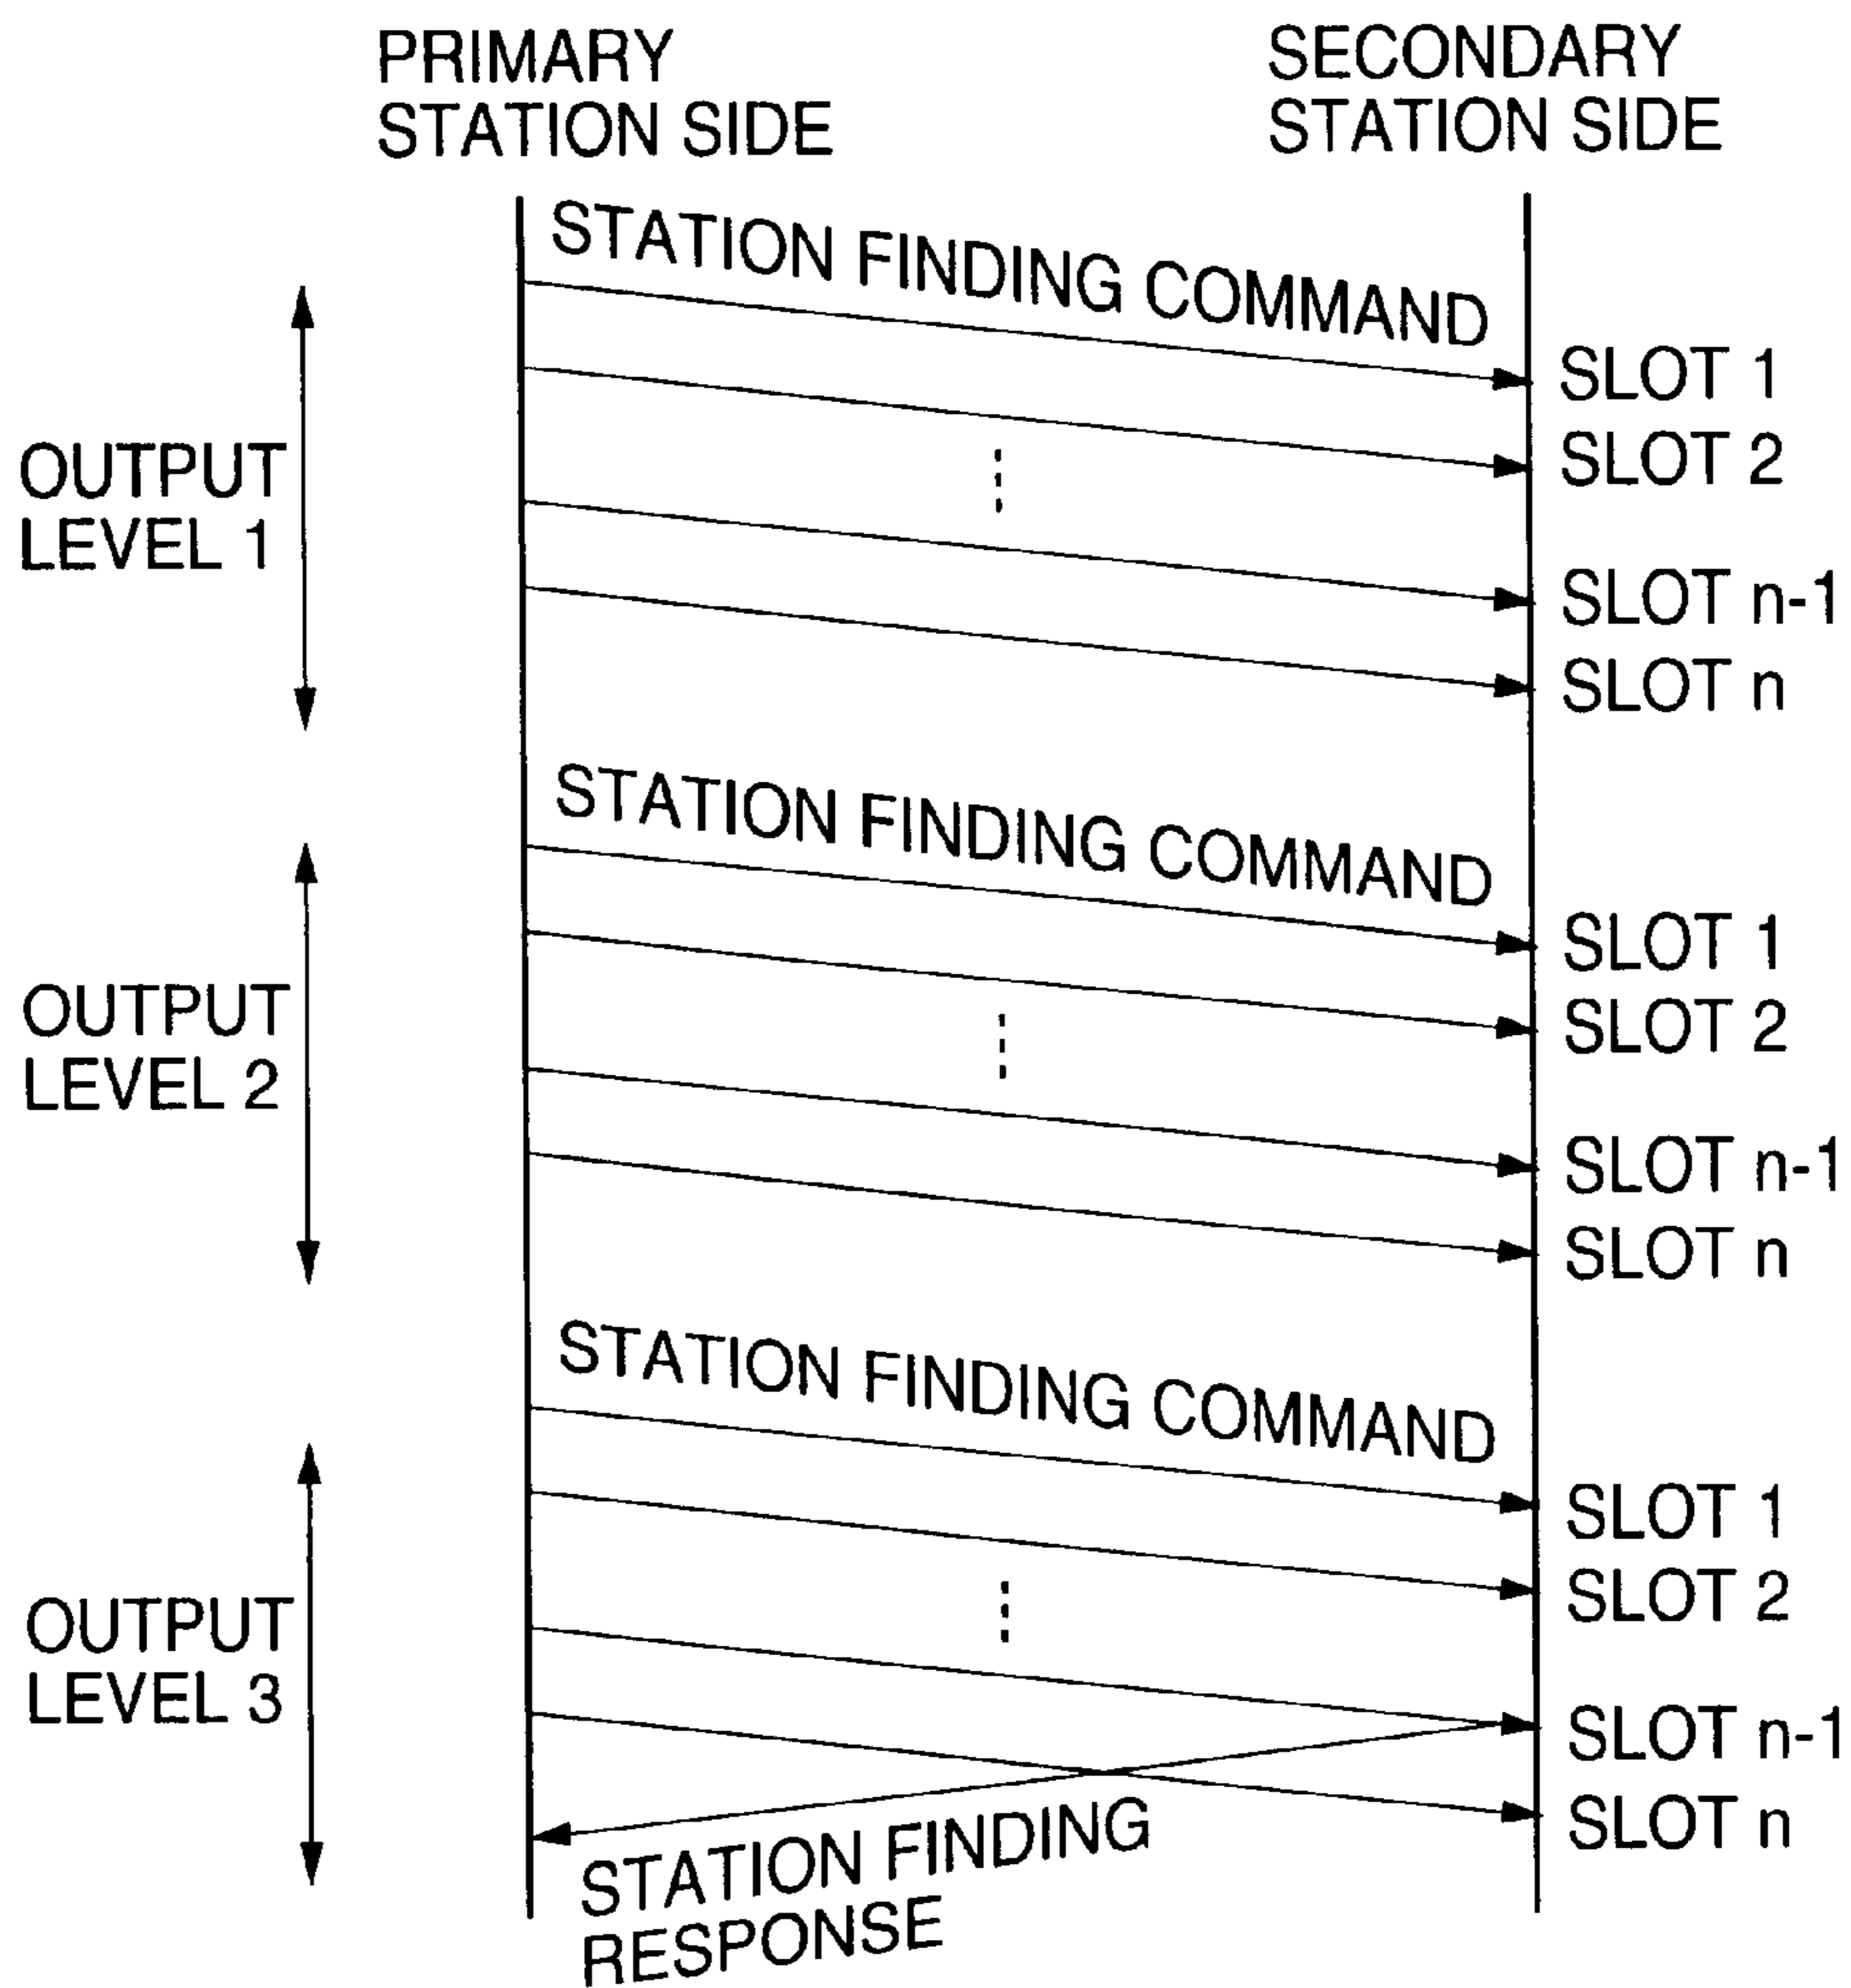 PRIMARY
STATION SIDE
SECONDARY
STATION SIDE
STATION FINDING COMMAND
SLOT 1
SLOT 2
OUTPUT
LEVEL 1
SLOT n-1
SLOT n
STATION FINDING COMMAND
SLOT 1
SLOT 2
OUTPUT
LEVEL 2
SLOT n-1
SLOT n
STATION FINDING COMMAND
SLOT 1
SLOT 2
OUTPUT
LEVEL 3
SLOT n-1
SLOT n
STATION FINDING
RESPONSE